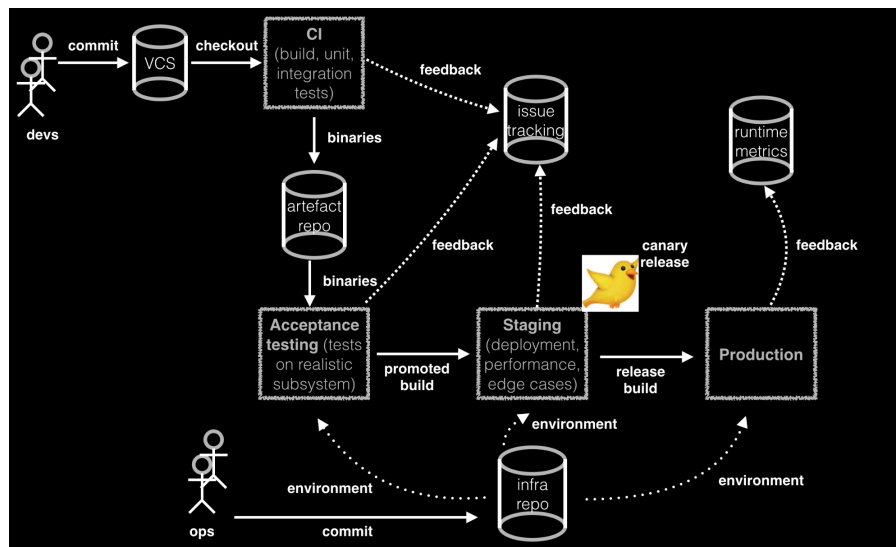 commit
VCS
checkout
CI
(build, unit,
integration
tests)
feedback
devs
binaries
issue
tracking
runtime
metrics
artefact
repo
feedback
feedback
feedback
canary
release
binaries
Acceptance
testing (tests
on realistic
subsystem)
promoted
build
Staging
(deployment,
performance,
edge cases)
release
build
Production
environment
environment
environment
infra
repo
ops
commit